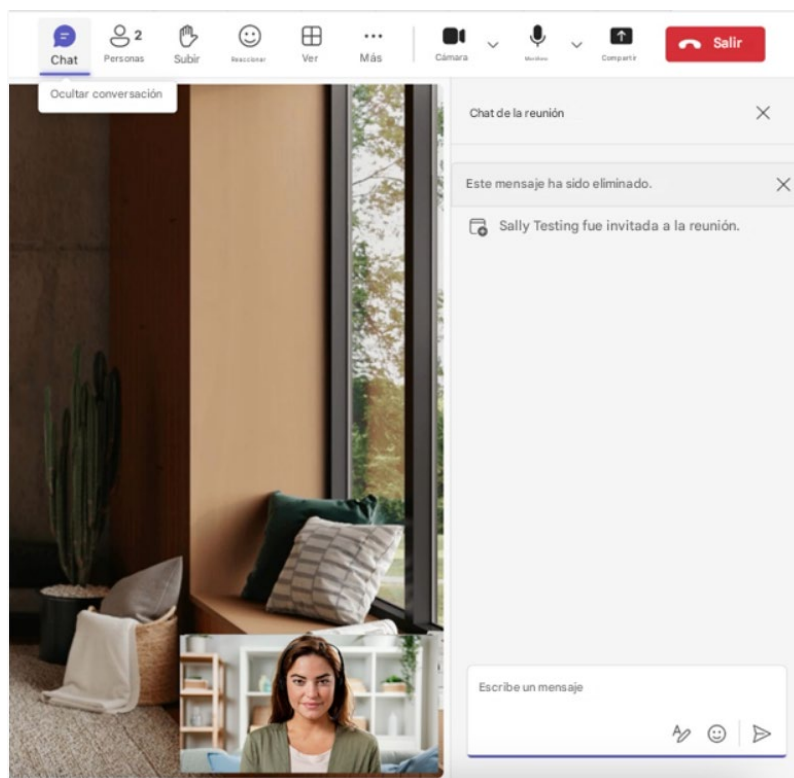 Chat
2
Personas
Subir
Reaccionar
Ver
Más
Cámara
Compartir
Salir
Ocultar conversación
Chat de la reunión
Este mensaje ha sido eliminado.
Sally Testing fue invitada a la reunión.
Escribe un mensaje